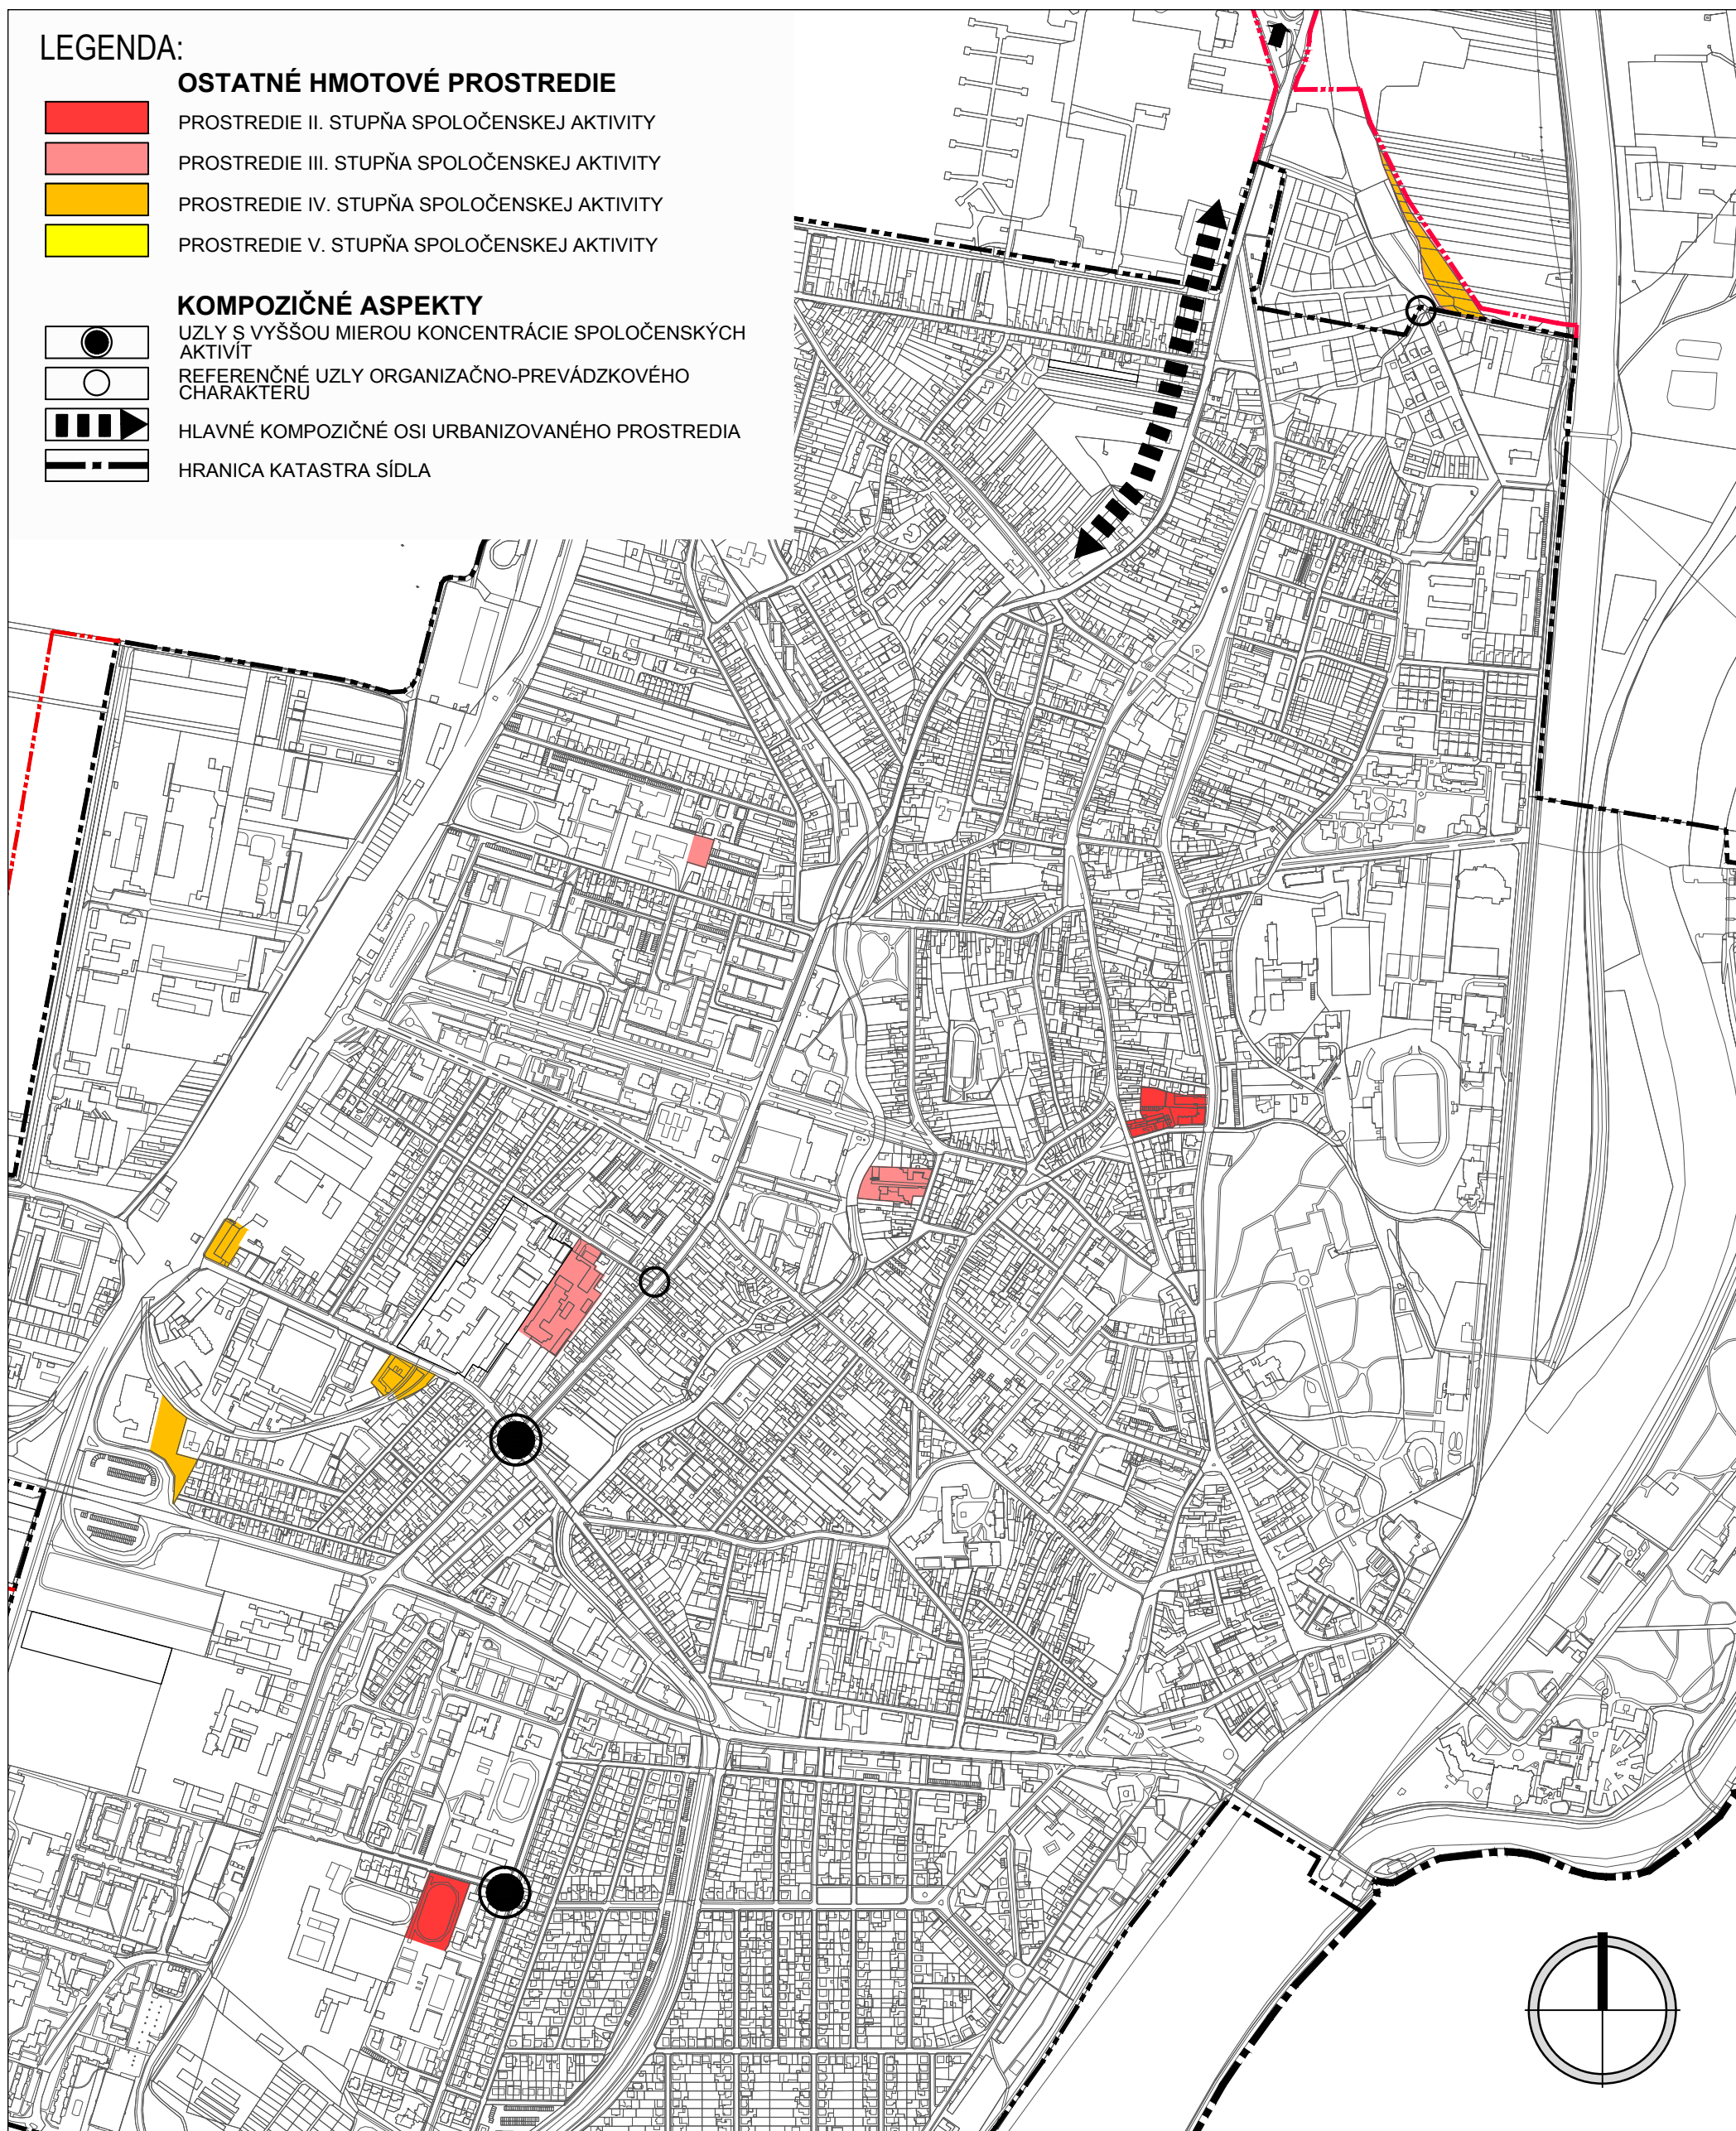 LEGENDA:
OSTATNÉ HMOTOVÉ PROSTREDIE
PROSTREDIE II. STUPŇA SPOLOČENSKEJ AKTIVITY
PROSTREDIE III. STUPŇA SPOLOČENSKEJ AKTIVITY
PROSTREDIE IV. STUPŇA SPOLOČENSKEJ AKTIVITY
PROSTREDIE V. STUPŇA SPOLOČENSKEJ AKTIVITY
KOMPOZIČNÉ ASPEKTY
UZLY S VYŠŠOU MIEROU KONCENTRÁCIE SPOLOČENSKÝCH
AKTIVÍT
REFERENČNÉ UZLY ORGANIZAČNO-PREVÁDZKOVÉHO
CHARAKTERU
HLAVNÉ KOMPOZIČNÉ OSI URBANIZOVANÉHO PROSTREDIA
HRANICA KATASTRA SÍDLA